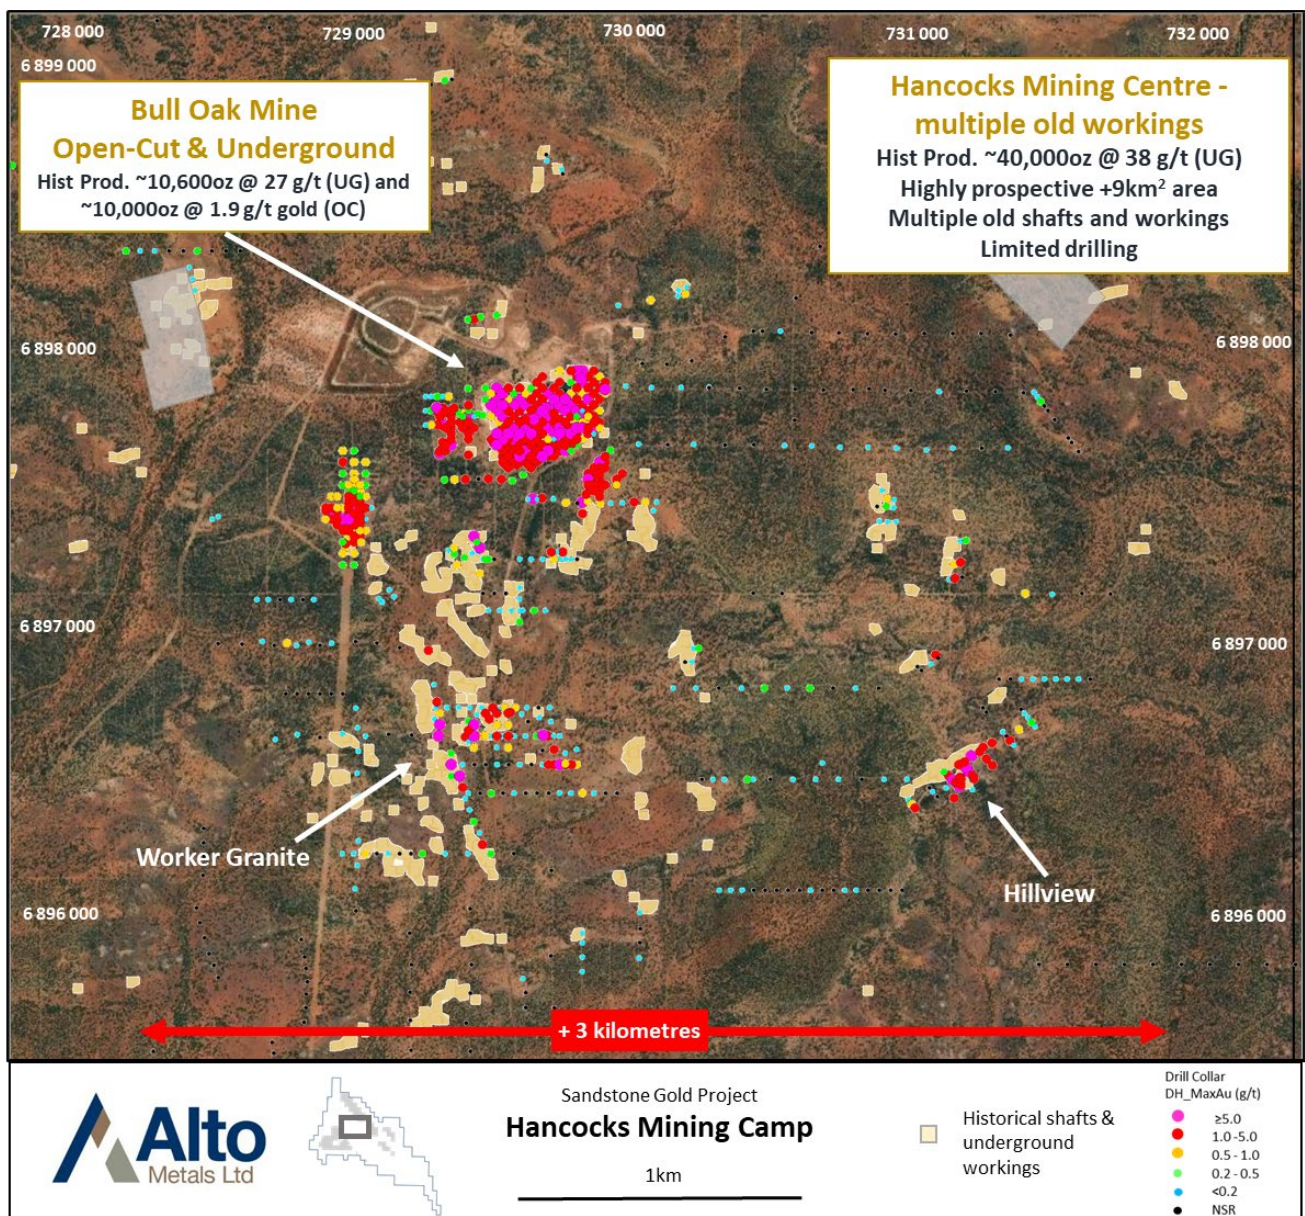 728 000
729 000
730 000
731 000
732 000
6 899 000
Bull Oak Mine
Open-Cut & Underground
Hist Prod. ~10,600oz @ 27 g/t (UG) and
~10,000oz @ 1.9 g/t gold (OC)
Hancocks Mining Centre -
multiple old workings
Hist Prod. ~40,000oz @ 38 g/t (UG)
Highly prospective +9km² area
Multiple old shafts and workings
Limited drilling
6 898 000
6 898 000
6 897 000
6 897 000
Worker Granite
Hillview
6 896 000
6 896 000
+ 3 kilometres
Alto
Metals Ltd
Sandstone Gold Project
Hancocks Mining Camp
1km
Historical shafts &
underground
workings
Drill Collar
DH_MaxAu (g/t)
≥5.0
1.0 -5.0
0.5 - 1.0
0.2 - 0.5
<0.2
NSR